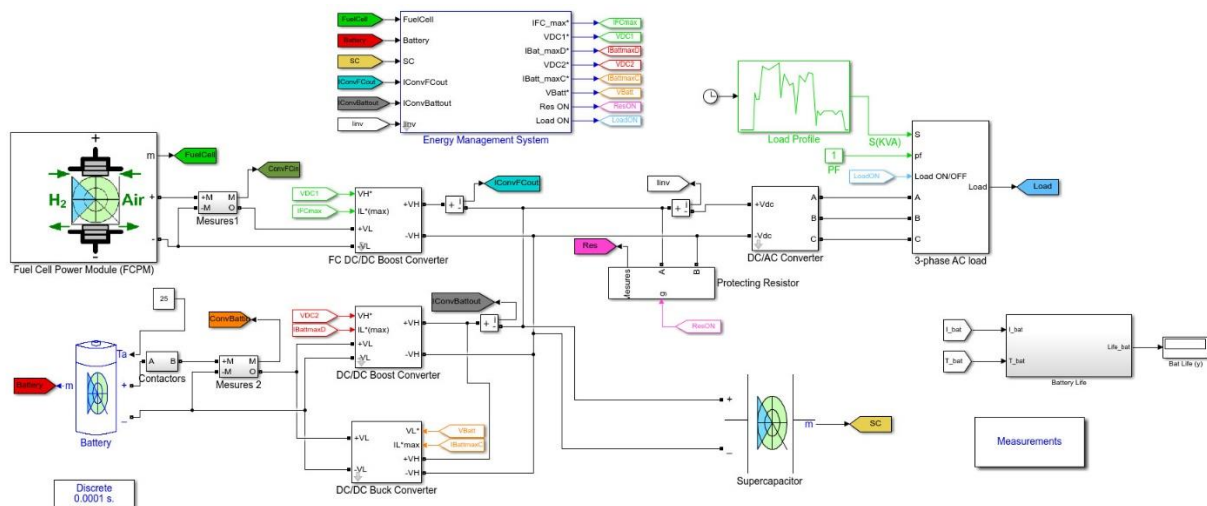 FuelCell
Battery
SC
IConvFCout
IConvBattout
Iinv
FuelCell
Battery
SC
IConvFCout
IConvBattout
Iinv
IFC_max*
VDC1*
IBat_maxD*
VDC2*
IBatt_maxC*
VBatt*
Res ON
Load ON
IFCmax
VDC1
IBattmaxD
VDC2
IBattmaxC
VBatt
ResON
LoadON
Energy Management System
Load Profile
S(KVA)
1
PF
LoadON
S
pf
Load ON/OFF
A
B
C
Load
Load
3-phase AC load
+
m
+
-
H2
Air
−
Fuel Cell Power Module (FCPM)
FuelCell
ConvFCin
+M
-M
M
O
Mesures1
VDC1
IFCmax
VH*
IL*(max)
+VL
-VL
+VH
-VH
FC DC/DC Boost Converter
IConvFCout
+ i
-
Iinv
+ i
-
+Vdc
-Vdc
A
B
C
DC/AC Converter
Res
Mesures
A
B
g
Protecting Resistor
ResON
25
ConvBattin
Ta
m
+
_
Battery
Battery
A
B
Contactors
+M
-M
M
O
Mesures 2
VDC2
IBattmaxD
VH*
IL*(max)
+VL
-VL
+VH
-VH
DC/DC Boost Converter
IConvBattout
+ i
-
+VL
-VL
VL*
IL*max
+VH
-VH
VBatt
IBattmaxC
DC/DC Buck Converter
+
_
m
SC
Supercapacitor
I_bat
T_bat
I_bat
T_bat
Life_bat
Battery Life
Bat Life (y)
Measurements
Discrete
0.0001 s.